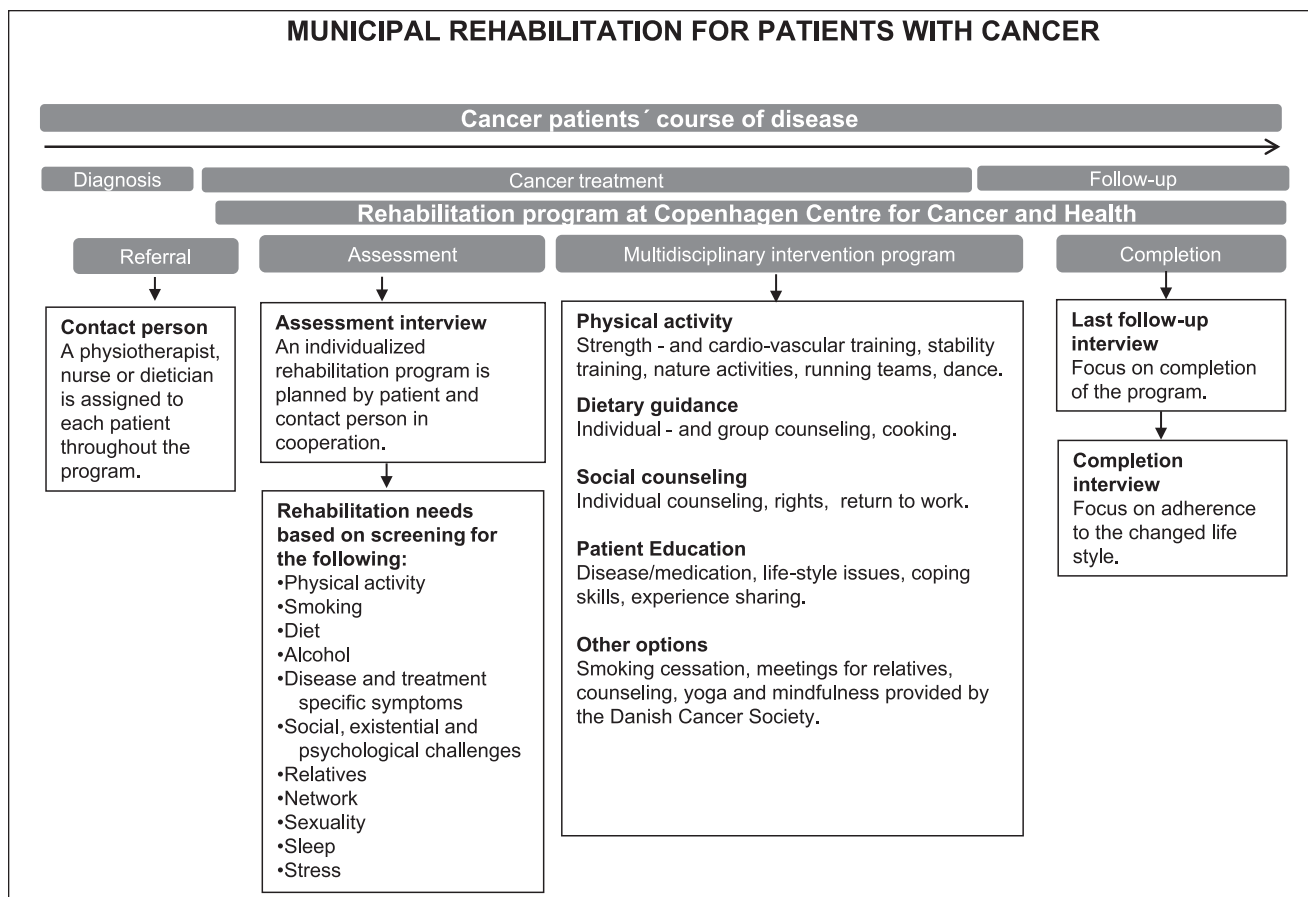 MUNICIPAL REHABILITATION FOR PATIENTS WITH CANCER
Cancer patients´ course of disease
Diagnosis
Cancer treatment
Follow-up
Rehabilitation program at Copenhagen Centre for Cancer and Health
Referral
Assessment
Multidisciplinary intervention program
Completion
Contact person
A physiotherapist,
nurse or dietician
is assigned to
each patient
throughout the
program.
Assessment interview
An individualized
rehabilitation program is
planned by patient and
contact person in
cooperation.
Rehabilitation needs
based on screening for
the following:
•Physical activity
•Smoking
•Diet
•Alcohol
•Disease and treatment
specific symptoms
•Social, existential and
psychological challenges
•Relatives
•Network
•Sexuality
•Sleep
•Stress
Physical activity
Strength - and cardio-vascular training, stability
training, nature activities, running teams, dance.
Dietary guidance
Individual - and group counseling, cooking.
Social counseling
Individual counseling, rights, return to work.
Patient Education
Disease/medication, life-style issues, coping
skills, experience sharing.
Other options
Smoking cessation, meetings for relatives,
counseling, yoga and mindfulness provided by
the Danish Cancer Society.
Last follow-up
interview
Focus on completion
of the program.
Completion
interview
Focus on adherence
to the changed life
style.